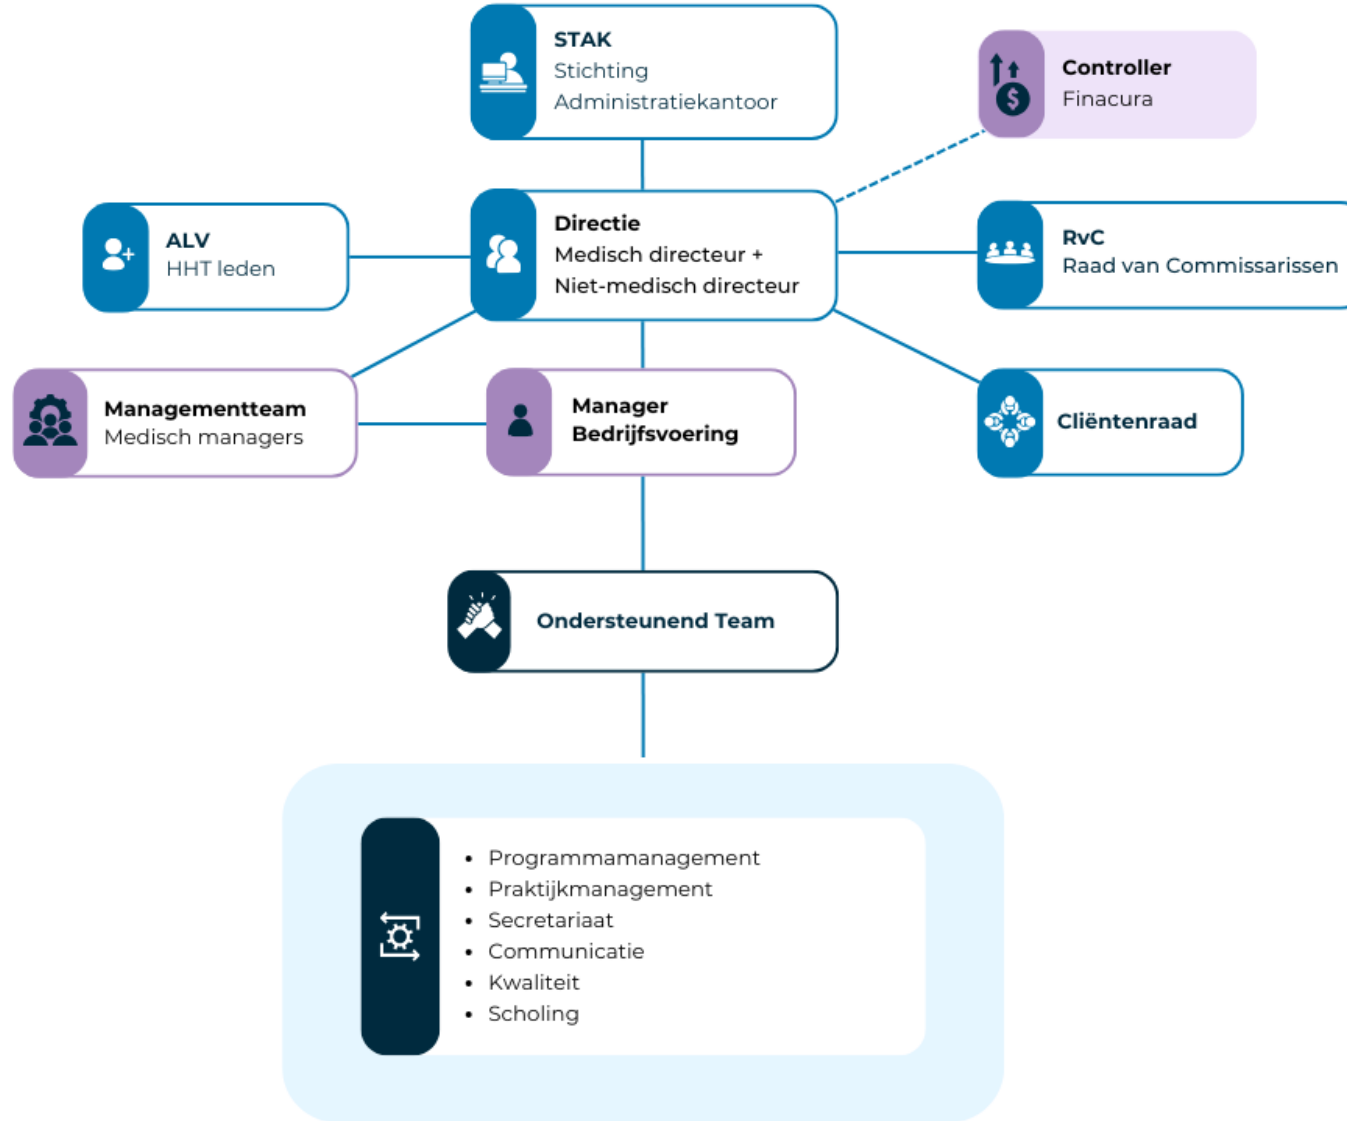 STAK
Stichting
Administratiekantoor
Controller
Finacura
ALV
HHT leden
Directie
Medisch directeur +
Niet-medisch directeur
RvC
Raad van Commissarissen
Managementteam
Medisch managers
Manager
Bedrijfsvoering
Cliëntenraad
Ondersteunend Team
• Programmamanagement
• Praktijkmanagement
• Secretariaat
• Communicatie
• Kwaliteit
• Scholing